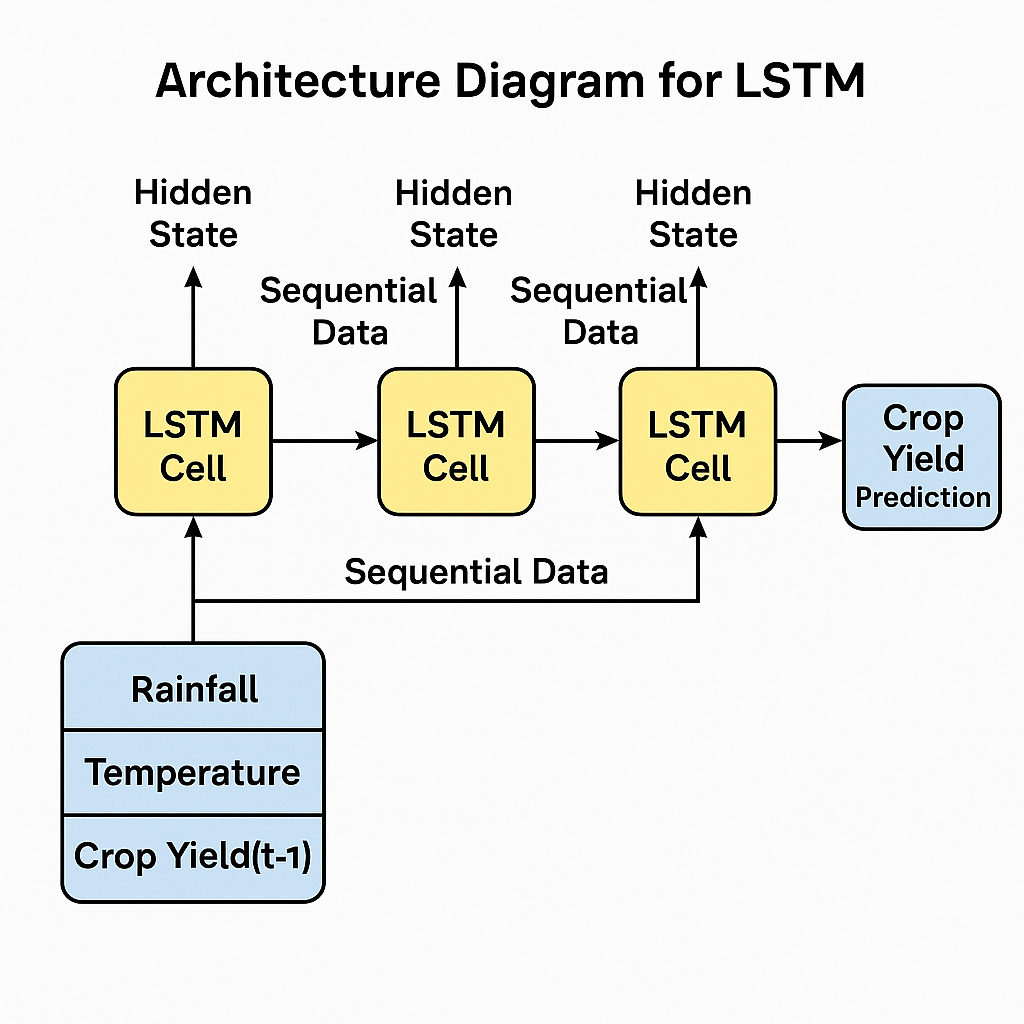 Architecture Diagram for LSTM
Hidden
State
Hidden
State
Hidden
State
Sequential
Data
Sequential
Data
LSTM
Cell
LSTM
Cell
LSTM
Cell
Crop
Yield
Prediction
Sequential Data
Rainfall
Temperature
Crop Yield(t-1)